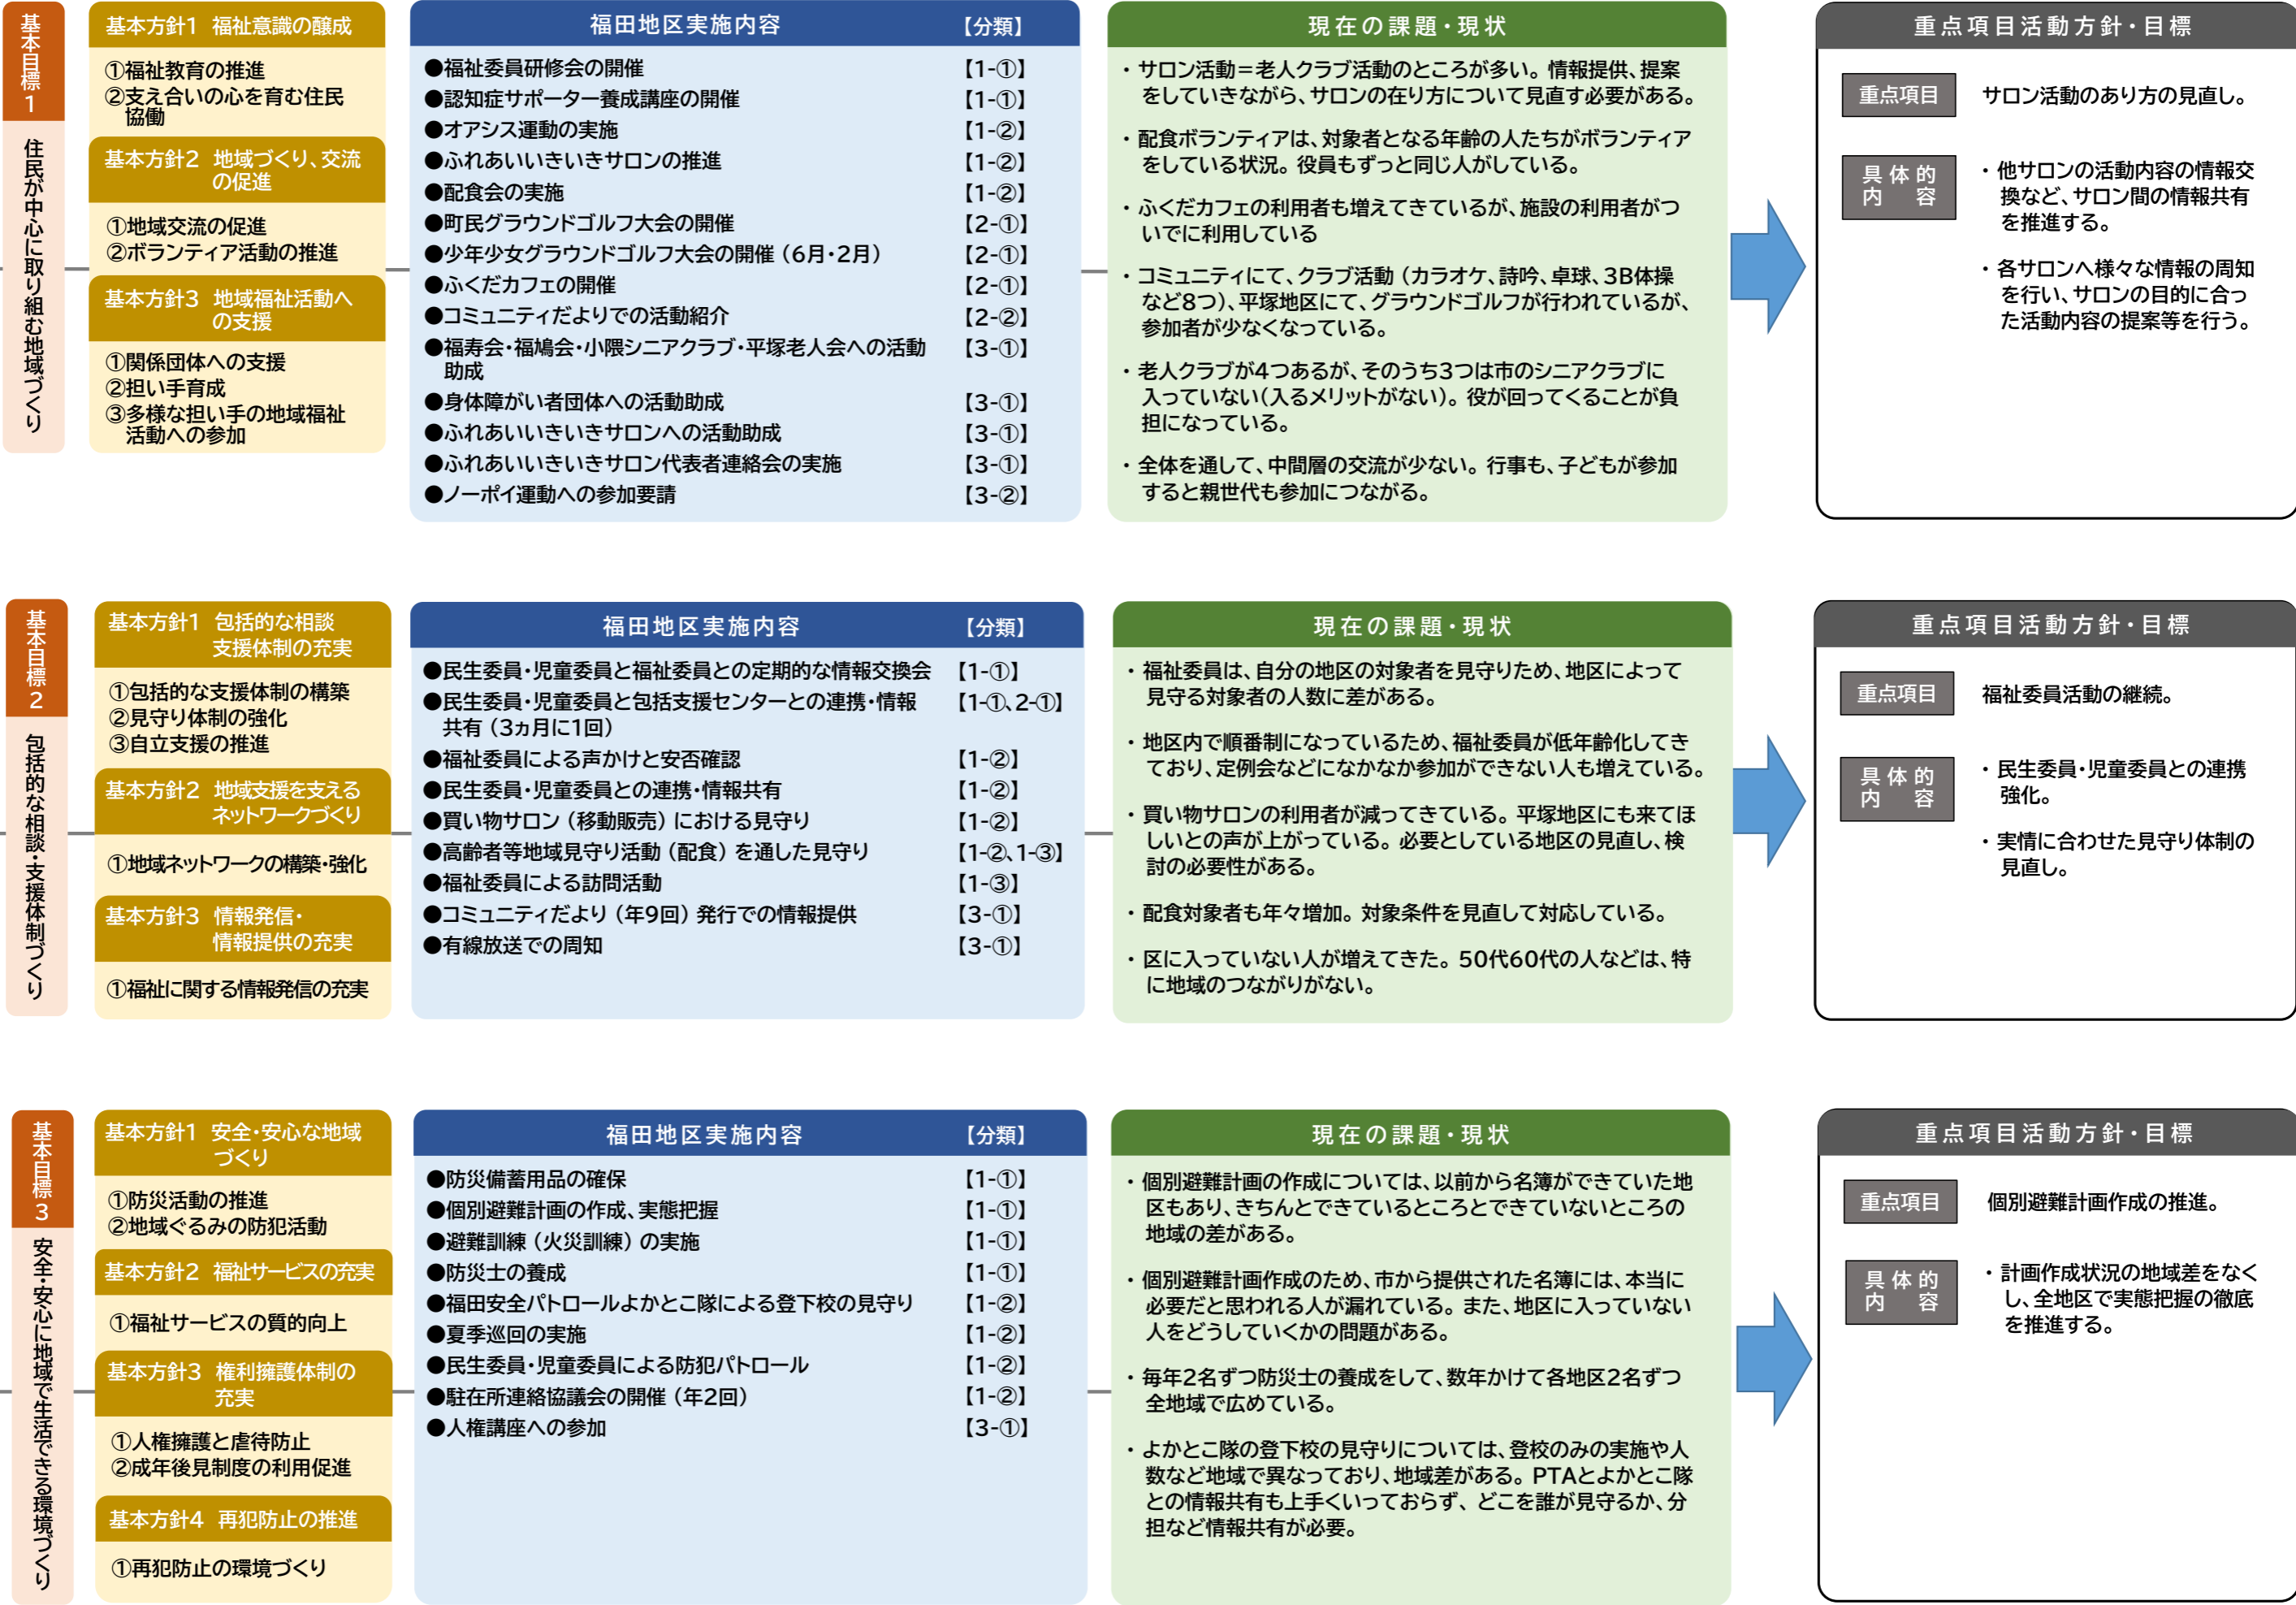 基本目標1
住民が中心に取り組む地域づくり
基本方針1 福祉意識の醸成
①福祉教育の推進
②支え合いの心を育む住民
協働
基本方針2 地域づくり、交流
の促進
①地域交流の促進
②ボランティア活動の推進
基本方針3 地域福祉活動へ
の支援
①関係団体への支援
②担い手育成
③多様な担い手の地域福祉
活動への参加
福田地区実施内容 【分類】
●福祉委員研修会の開催 【1-①】
●認知症サポーター養成講座の開催 【1-①】
●オアシス運動の実施 【1-②】
●ふれあいいきいきサロンの推進 【1-②】
●配食会の実施 【1-②】
●町民グラウンドゴルフ大会の開催 【2-①】
●少年少女グラウンドゴルフ大会の開催（6月・2月） 【2-①】
●ふくだカフェの開催 【2-①】
●コミュニティだよりでの活動紹介 【2-②】
●福寿会・福鳩会・小隈シニアクラブ・平塚老人会への活動 【3-①】
助成
●身体障がい者団体への活動助成 【3-①】
●ふれあいいきいきサロンへの活動助成 【3-①】
●ふれあいいきいきサロン代表者連絡会の実施 【3-①】
●ノーポイ運動への参加要請 【3-②】
現在の課題・現状
・サロン活動＝老人クラブ活動のところが多い。情報提供、提案
をしていきながら、サロンの在り方について見直す必要がある。
・配食ボランティアは、対象者となる年齢の人たちがボランティア
をしている状況。役員もずっと同じ人がしている。
・ふくだカフェの利用者も増えてきているが、施設の利用者がつ
いでに利用している
・コミュニティにて、クラブ活動（カラオケ、詩吟、卓球、3B体操
など8つ）、平塚地区にて、グラウンドゴルフが行われているが、
参加者が少なくなっている。
・老人クラブが4つあるが、そのうち3つは市のシニアクラブに
入っていない（入るメリットがない）。役が回ってくることが負
担になっている。
・全体を通して、中間層の交流が少ない。行事も、子どもが参加
すると親世代も参加につながる。
重点項目活動方針・目標
重点項目 サロン活動のあり方の見直し。
具体的
内容
・他サロンの活動内容の情報交
換など、サロン間の情報共有
を推進する。
・各サロンへ様々な情報の周知
を行い、サロンの目的に合っ
た活動内容の提案等を行う。
基本目標2
包括的な相談・支援体制づくり
基本方針1 包括的な相談
支援体制の充実
①包括的な支援体制の構築
②見守り体制の強化
③自立支援の推進
基本方針2 地域支援を支える
ネットワークづくり
①地域ネットワークの構築・強化
基本方針3 情報発信・
情報提供の充実
①福祉に関する情報発信の充実
福田地区実施内容 【分類】
●民生委員・児童委員と福祉委員との定期的な情報交換会 【1-①】
●民生委員・児童委員と包括支援センターとの連携・情報 【1-①、2-①】
共有（3ヵ月に1回）
●福祉委員による声かけと安否確認 【1-②】
●民生委員・児童委員との連携・情報共有 【1-②】
●買い物サロン（移動販売）における見守り 【1-②】
●高齢者等地域見守り活動（配食）を通した見守り 【1-②、1-③】
●福祉委員による訪問活動 【1-③】
●コミュニティだより（年9回）発行での情報提供 【3-①】
●有線放送での周知 【3-①】
現在の課題・現状
・福祉委員は、自分の地区の対象者を見守りため、地区によって
見守る対象者の人数に差がある。
・地区内で順番制になっているため、福祉委員が低年齢化してき
ており、定例会などになかなか参加ができない人も増えている。
・買い物サロンの利用者が減ってきている。平塚地区にも来てほ
しいとの声が上がっている。必要としている地区の見直し、検
討の必要性がある。
・配食対象者も年々増加。対象条件を見直して対応している。
・区に入っていない人が増えてきた。50代60代の人などは、特
に地域のつながりがない。
重点項目活動方針・目標
重点項目 福祉委員活動の継続。
具体的
内容
・民生委員・児童委員との連携
強化。
・実情に合わせた見守り体制の
見直し。
基本目標3
安全・安心に地域で生活できる環境づくり
基本方針1 安全・安心な地域
づくり
①防災活動の推進
②地域ぐるみの防犯活動
基本方針2 福祉サービスの充実
①福祉サービスの質的向上
基本方針3 権利擁護体制の
充実
①人権擁護と虐待防止
②成年後見制度の利用促進
基本方針4 再犯防止の推進
①再犯防止の環境づくり
福田地区実施内容 【分類】
●防災備蓄用品の確保 【1-①】
●個別避難計画の作成、実態把握 【1-①】
●避難訓練（火災訓練）の実施 【1-①】
●防災士の養成 【1-①】
●福田安全パトロールよかとこ隊による登下校の見守り 【1-②】
●夏季巡回の実施 【1-②】
●民生委員・児童委員による防犯パトロール 【1-②】
●駐在所連絡協議会の開催（年2回） 【1-②】
●人権講座への参加 【3-①】
現在の課題・現状
・個別避難計画の作成については、以前から名簿ができていた地
区もあり、きちんとできているところとできていないところの
地域の差がある。
・個別避難計画作成のため、市から提供された名簿には、本当に
必要だと思われる人が漏れている。また、地区に入っていない
人をどうしていくかの問題がある。
・毎年2名ずつ防災士の養成をして、数年かけて各地区2名ずつ
全地域で広めている。
・よかとこ隊の登下校の見守りについては、登校のみの実施や人
数など地域で異なっており、地域差がある。PTAとよかとこ隊
との情報共有も上手くいっておらず、どこを誰が見守るか、分
担など情報共有が必要。
重点項目活動方針・目標
重点項目 個別避難計画作成の推進。
具体的
内容
・計画作成状況の地域差をなく
し、全地区で実態把握の徹底
を推進する。